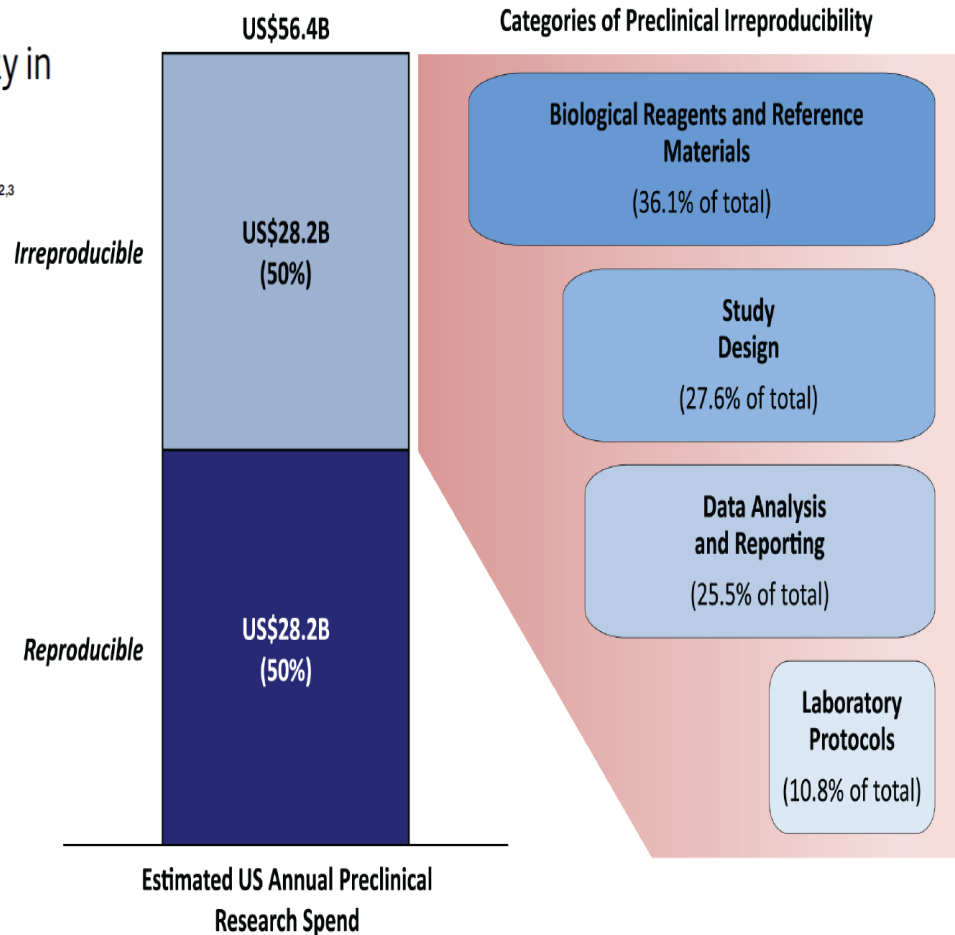 y in
2,3
US$56.4B
Irreproducible
US$28.2B
(50%)
Reproducible
US$28.2B
(50%)
Estimated US Annual Preclinical
Research Spend
Categories of Preclinical Irreproducibility
Biological Reagents and Reference
Materials
(36.1% of total)
Study
Design
(27.6% of total)
Data Analysis
and Reporting
(25.5% of total)
Laboratory
Protocols
(10.8% of total)